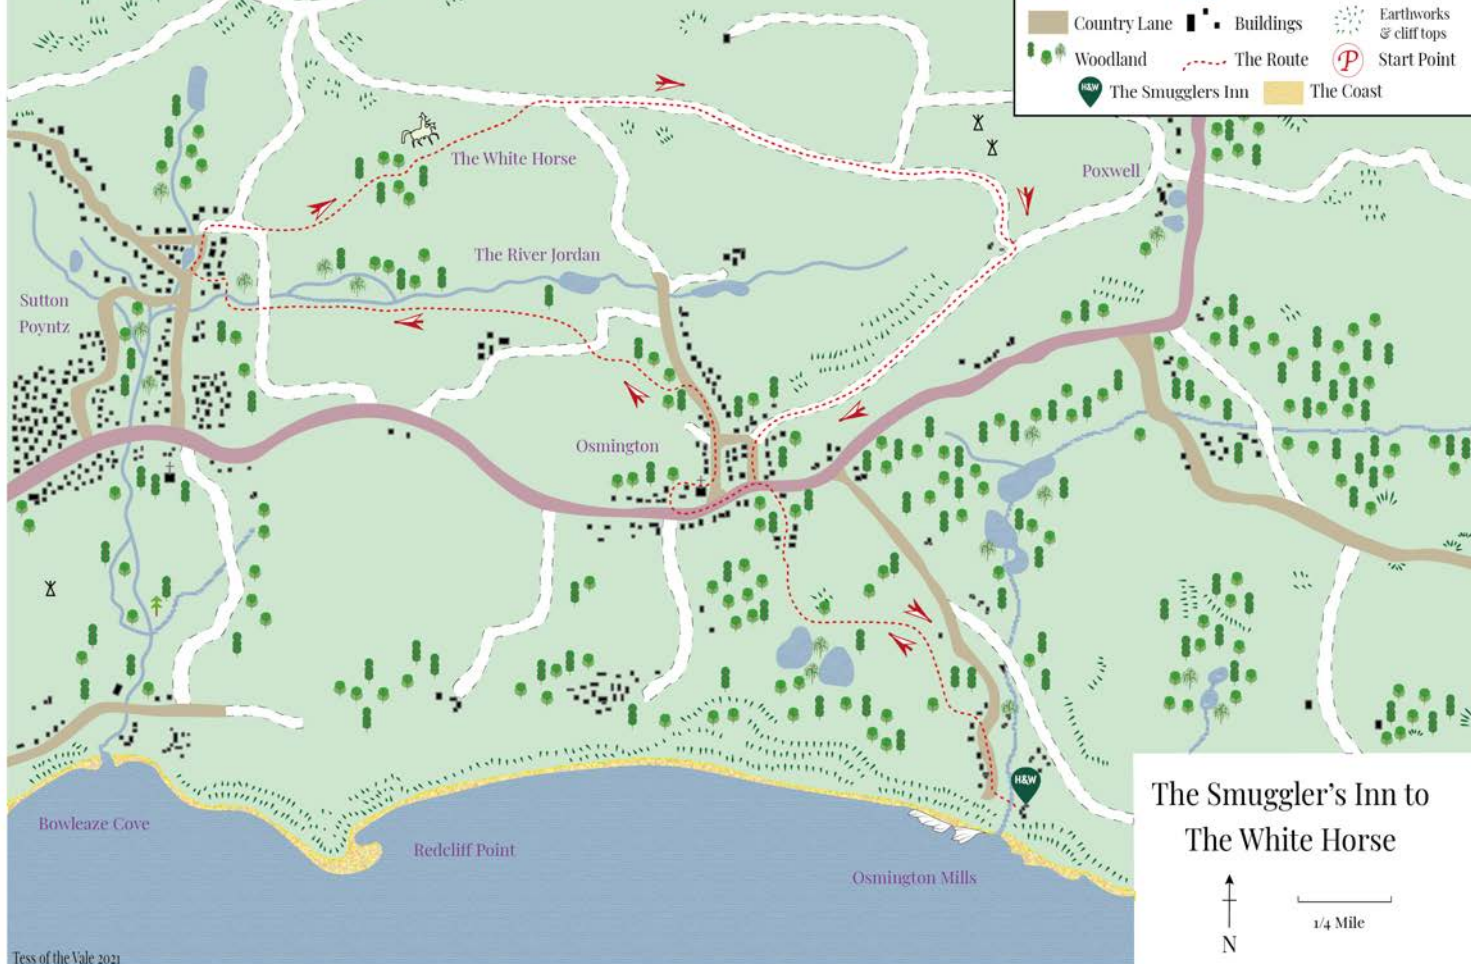 Country Lane
Buildings
Earthworks
& cliff tops
Woodland
The Route
P
Start Point
H&W
The Smugglers Inn
The Coast
The White Horse
Poxwell
The River Jordan
Sutton
Poyntz
Osmington
H&W
Bowleaze Cove
Redcliff Point
Osmington Mills
The Smuggler's Inn to
The White Horse
1/4 Mile
N
Tess of the Vale 2021